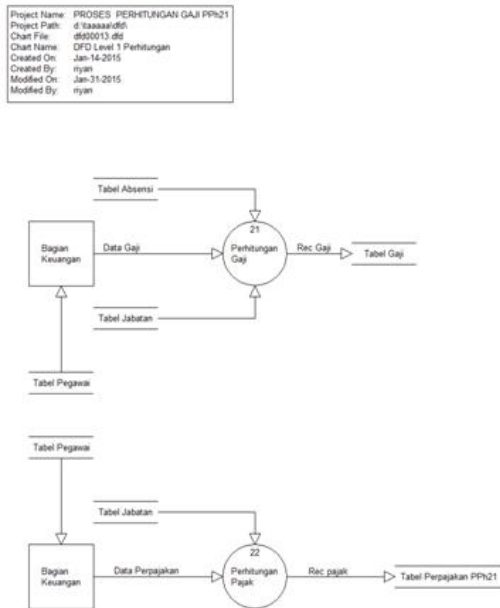 Project Name: PROSES PERHITUNGAN GAJI PPh21
Project Path: d:\taaaaa\dfd\
Chart File: dfd00013.dfd
Chart Name: DFD Level 1 Perhitungan
Created On: Jan-14-2015
Created By: riyan
Modified On: Jan-31-2015
Modified By: riyan
Tabel Absensi
21
Bagian
Keuangan
Data Gaji
Perhitungan
Gaji
Rec Gaji
Tabel Gaji
Tabel Jabatan
Tabel Pegawai
Tabel Pegawai
Tabel Jabatan
22
Bagian
Keuangan
Data Perpajakan
Perhitungan
Pajak
Rec pajak
Tabel Perpajakan PPh21